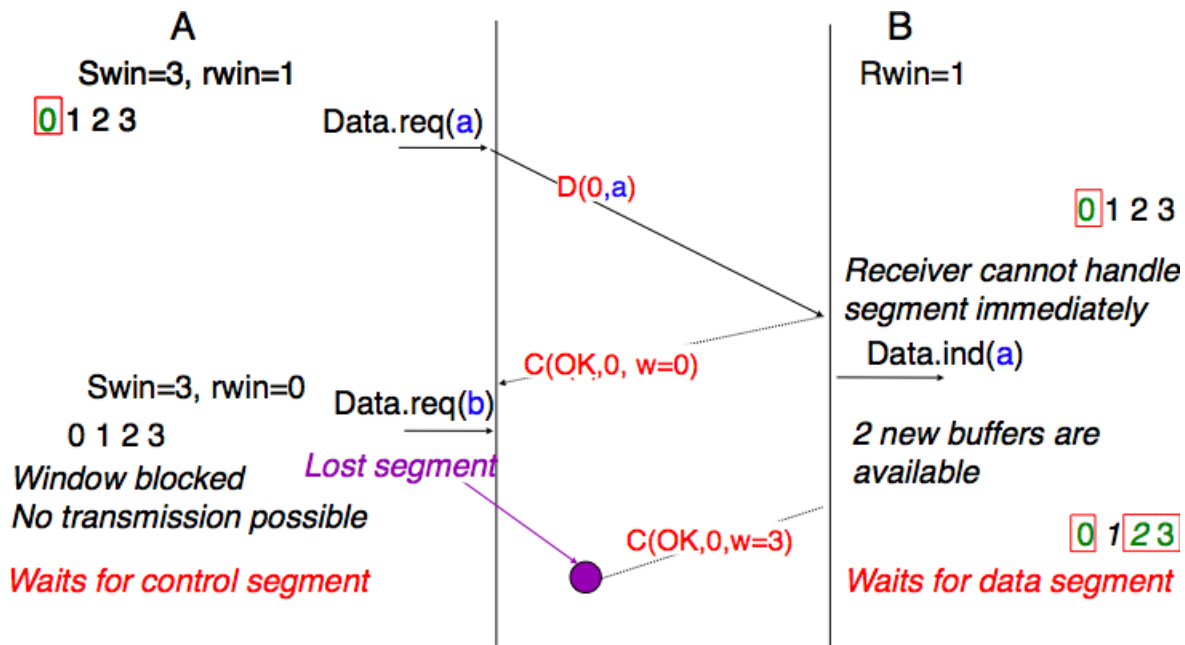 A
B
Swin=3, rwin=1
Rwin=1
0 1 2 3
Data.req(a)
D(0,a)
0 1 2 3
Receiver cannot handle
segment immediately
C(OK,0, w=0)
Data.ind(a)
Swin=3, rwin=0
Data.req(b)
0 1 2 3
2 new buffers are
available
Window blocked
Lost segment
No transmission possible
C(OK,0,w=3)
0 1 2 3
Waits for control segment
Waits for data segment